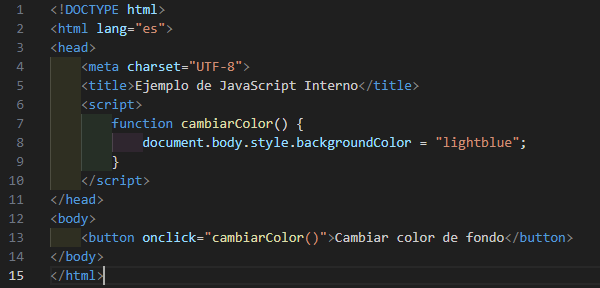 1 <!DOCTYPE html>
2 <html lang="es">
3 <head>
4     <meta charset="UTF-8">
5     <title>Ejemplo de JavaScript Interno</title>
6     <script>
7         function cambiarColor() {
8             document.body.style.backgroundColor = "lightblue";
9         }
10     </script>
11 </head>
12 <body>
13     <button onclick="cambiarColor()">Cambiar color de fondo</button>
14 </body>
15 </html>